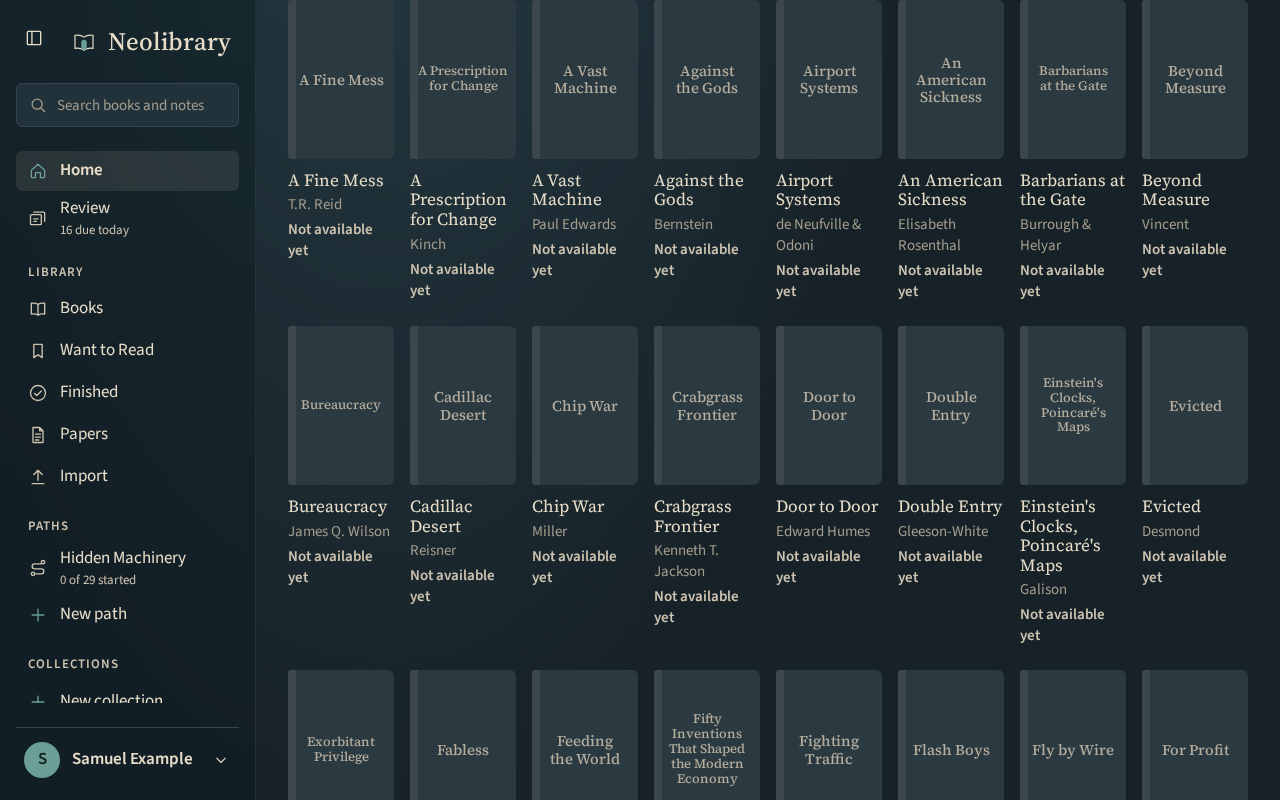 Neolibrary
Search books and notes
Home
Review
16 due today
LIBRARY
Books
Want to Read
Finished
Papers
Import
PATHS
Hidden Machinery
0 of 29 started
New path
COLLECTIONS
New collection
S
Samuel Example
A Fine Mess
A Fine Mess
T.R. Reid
Not available
yet
A Prescription
for Change
A
Prescription
for Change
Kinch
Not available
yet
A Vast
Machine
A Vast
Machine
Paul Edwards
Not available
yet
Against
the Gods
Against the
Gods
Bernstein
Not available
yet
Airport
Systems
Airport
Systems
de Neufville &
Odoni
Not available
yet
An
American
Sickness
An American
Sickness
Elisabeth
Rosenthal
Not available
yet
Barbarians
at the Gate
Barbarians at
the Gate
Burrough &
Helyar
Not available
yet
Beyond
Measure
Beyond
Measure
Vincent
Not available
yet
Bureaucracy
Bureaucracy
James Q. Wilson
Not available
yet
Cadillac
Desert
Cadillac
Desert
Reisner
Not available
yet
Chip War
Chip War
Miller
Not available
yet
Crabgrass
Frontier
Crabgrass
Frontier
Kenneth T.
Jackson
Not available
yet
Door to
Door
Door to Door
Edward Humes
Not available
yet
Double
Entry
Double Entry
Gleeson-White
Not available
yet
Einstein's
Clocks,
Poincaré's
Maps
Einstein's
Clocks,
Poincaré's
Maps
Galison
Not available
yet
Evicted
Evicted
Desmond
Not available
yet
Exorbitant
Privilege
Fabless
Feeding
the World
Fifty
Inventions
That Shaped
the Modern
Economy
Fighting
Traffic
Flash Boys
Fly by Wire
For Profit